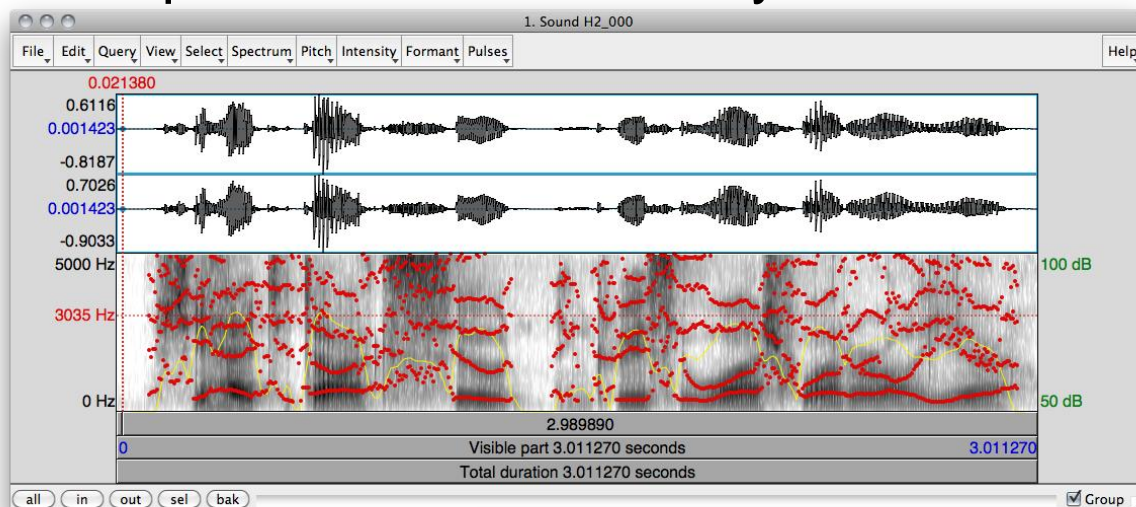 1. Sound H2_000
File Edit Query View Select Spectrum Pitch Intensity Formant Pulses Help
0.021380
0.6116
0.001423
-0.8187
0.7026
0.001423
-0.9033
5000 Hz 100 dB
3035 Hz
0 Hz 50 dB
2.989890
0 Visible part 3.011270 seconds 3.011270
Total duration 3.011270 seconds
all in out sel bak Group